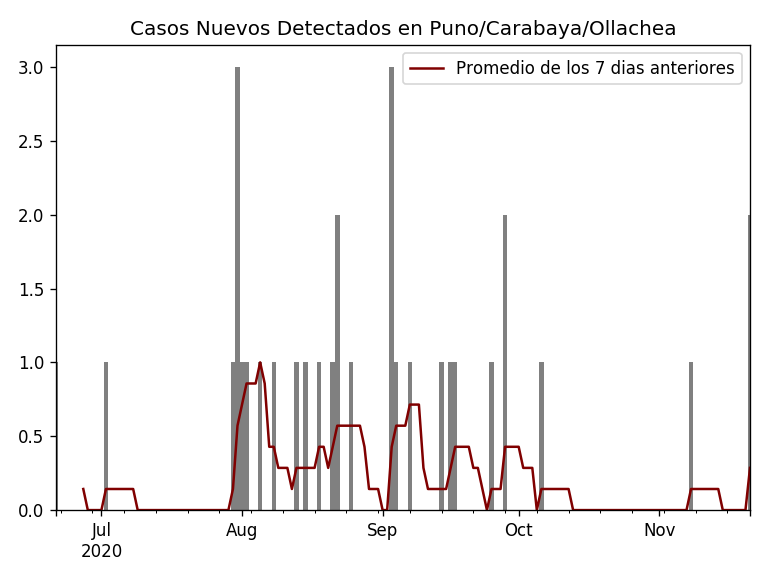 Casos Nuevos Detectados en Puno/Carabaya/Ollachea
Promedio de los 7 dias anteriores
3.0
2.5
2.0
1.5
1.0
0.5
0.0
Jul Aug Sep Oct Nov
2020